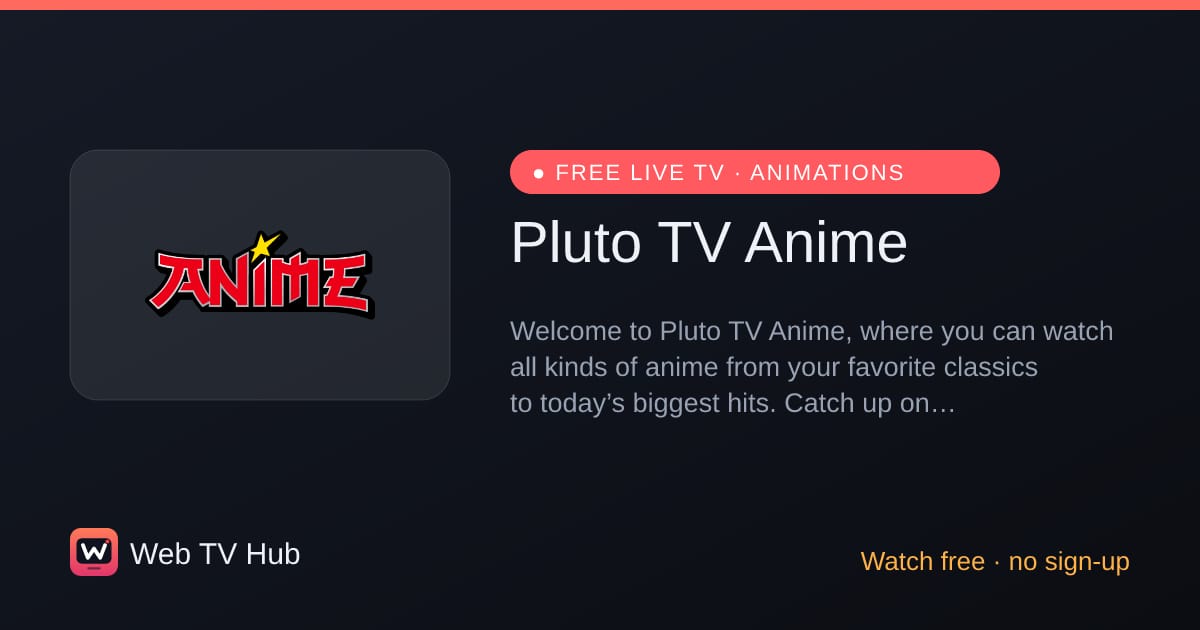 ANIME
● FREE LIVE TV · ANIMATIONS
Pluto TV Anime
Welcome to Pluto TV Anime, where you can watch
all kinds of anime from your favorite classics
to today’s biggest hits. Catch up on…
W
Web TV Hub
Watch free · no sign-up